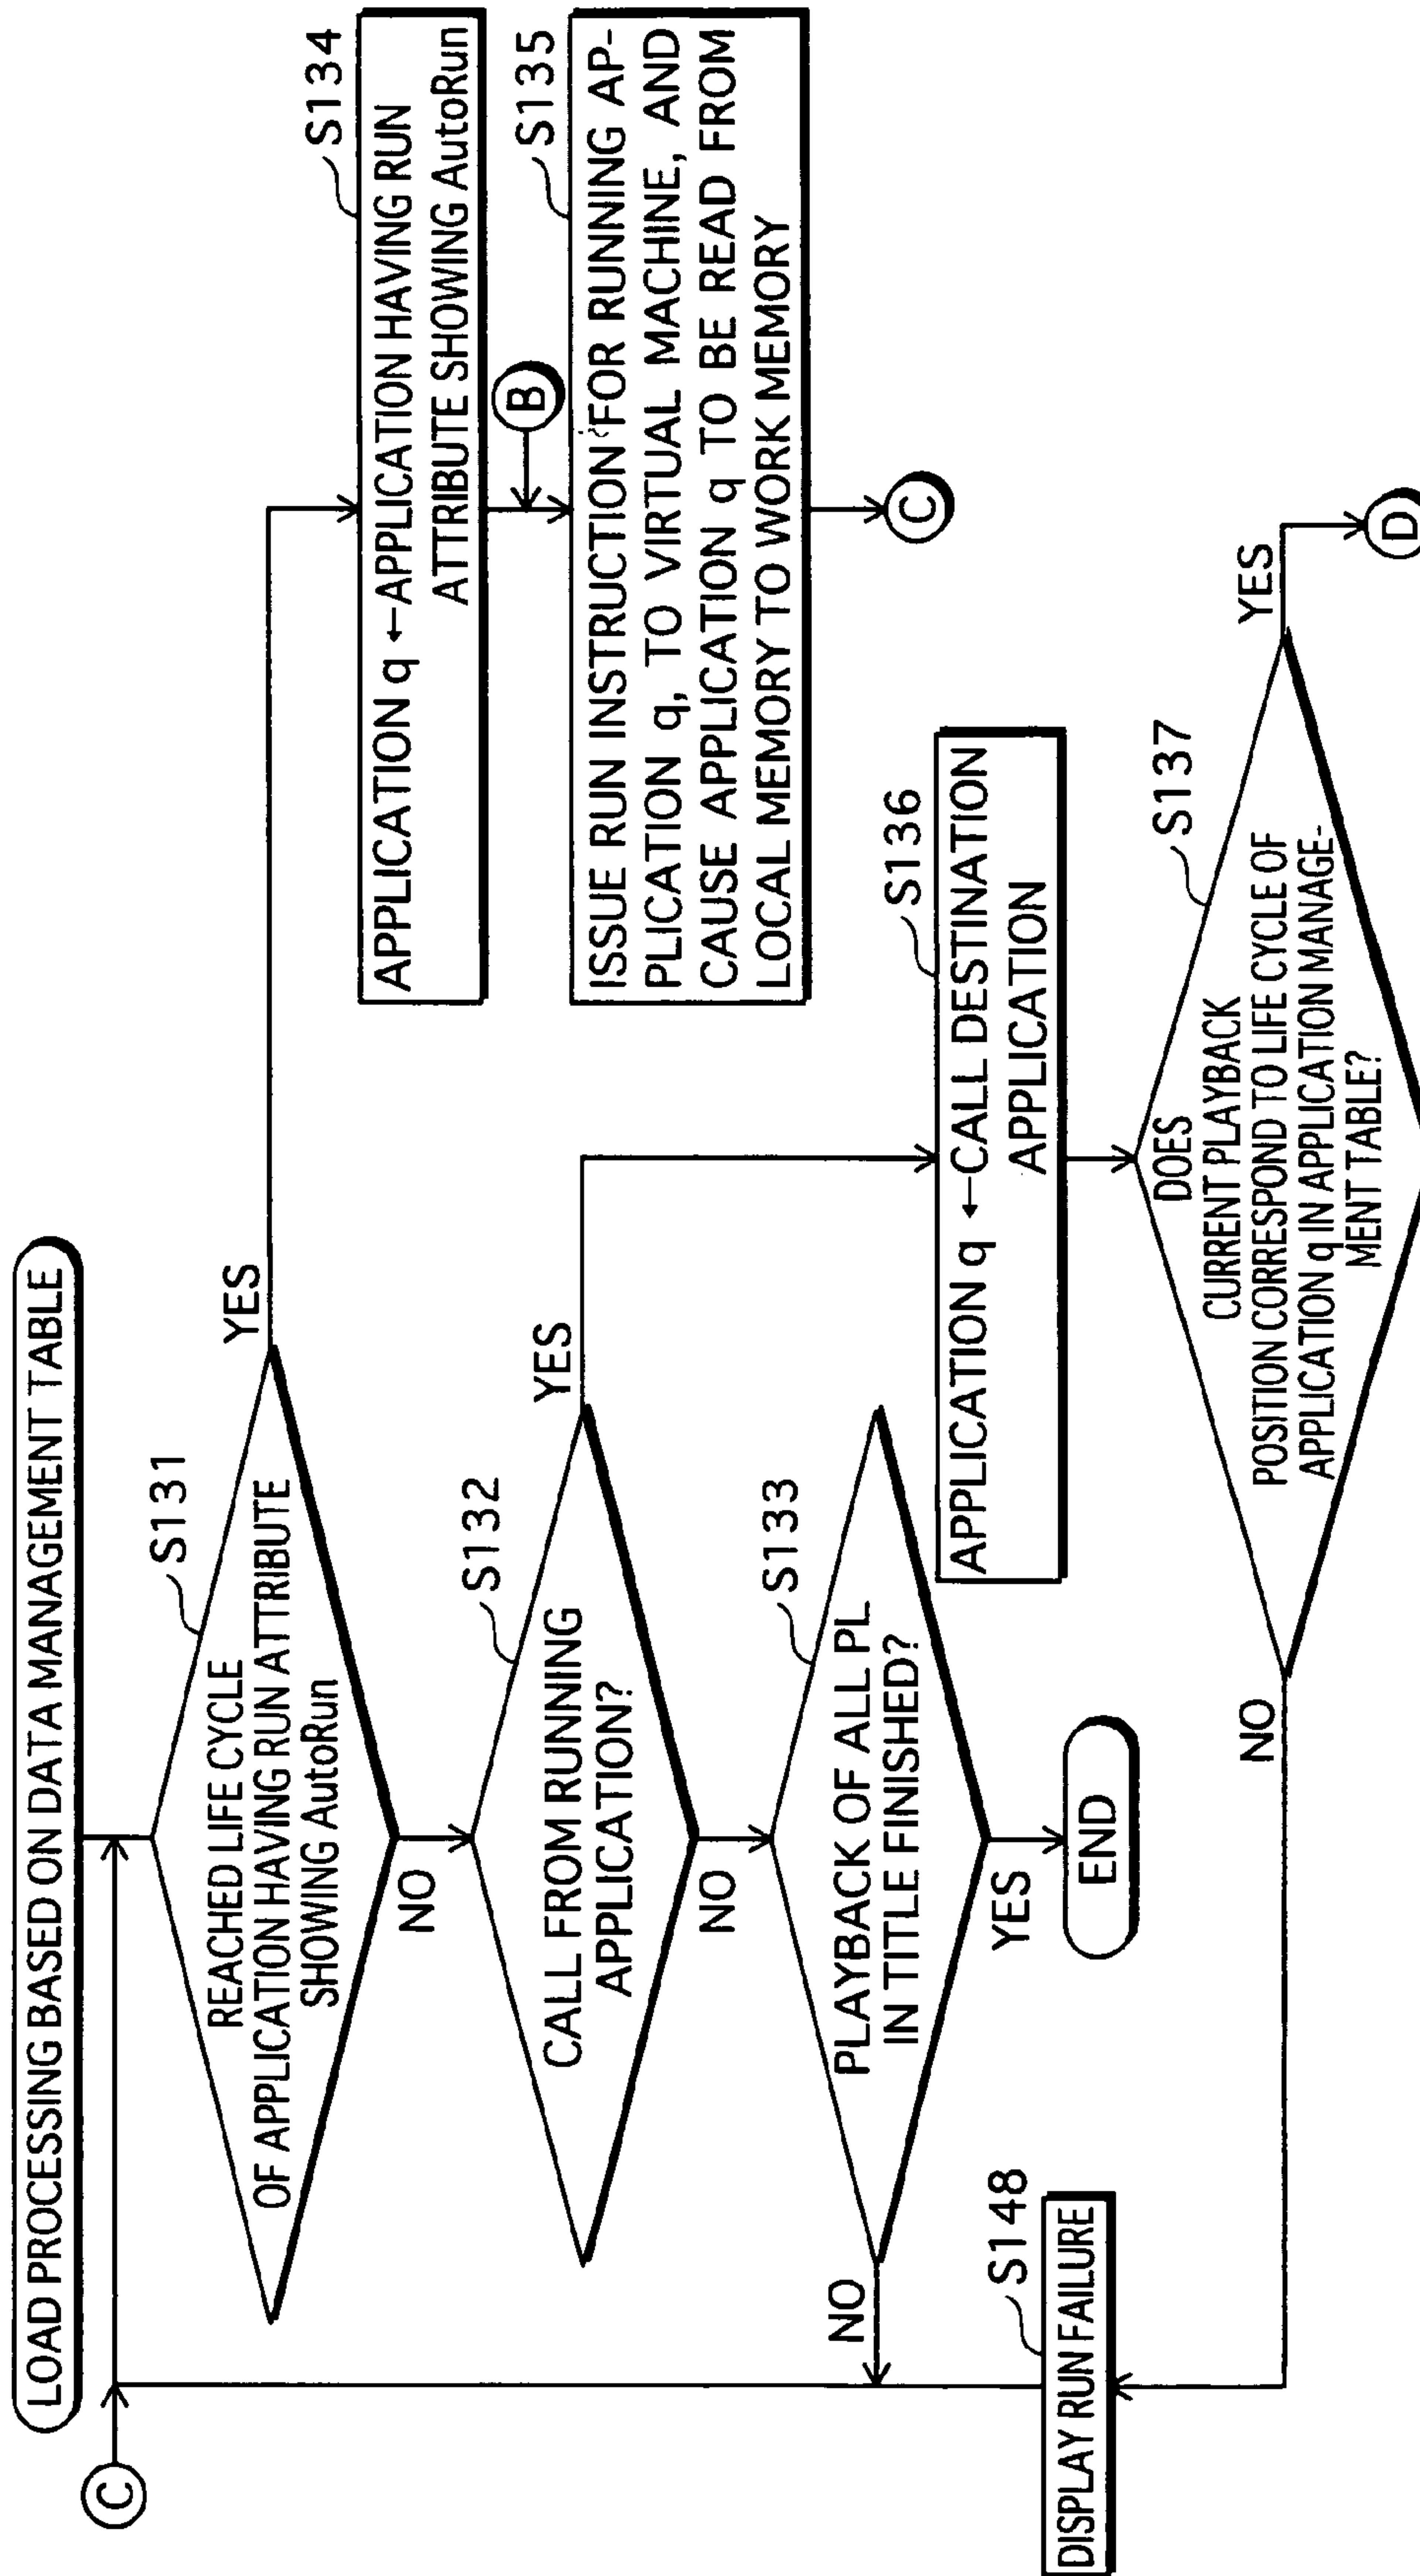 LOAD PROCESSING BASED ON DATA MANAGEMENT TABLE
C
S131
REACHED LIFE CYCLE
OF APPLICATION HAVING RUN ATTRIBUTE
SHOWING AutoRun
YES
NO
S132
CALL FROM RUNNING
APPLICATION?
YES
NO
S133
PLAYBACK OF ALL PL
IN TITLE FINISHED?
NO
YES
END
S134
APPLICATION q ←APPLICATION HAVING RUN
ATTRIBUTE SHOWING AutoRun
B
S135
ISSUE RUN INSTRUCTION FOR RUNNING AP-
PLICATION q, TO VIRTUAL MACHINE, AND
CAUSE APPLICATION q TO BE READ FROM
LOCAL MEMORY TO WORK MEMORY
C
S136
APPLICATION q ←CALL DESTINATION
APPLICATION
S137
DOES
CURRENT PLAYBACK
POSITION CORRESPOND TO LIFE CYCLE OF
APPLICATION q IN APPLICATION MANAGE-
MENT TABLE?
YES
D
NO
S148
DISPLAY RUN FAILURE